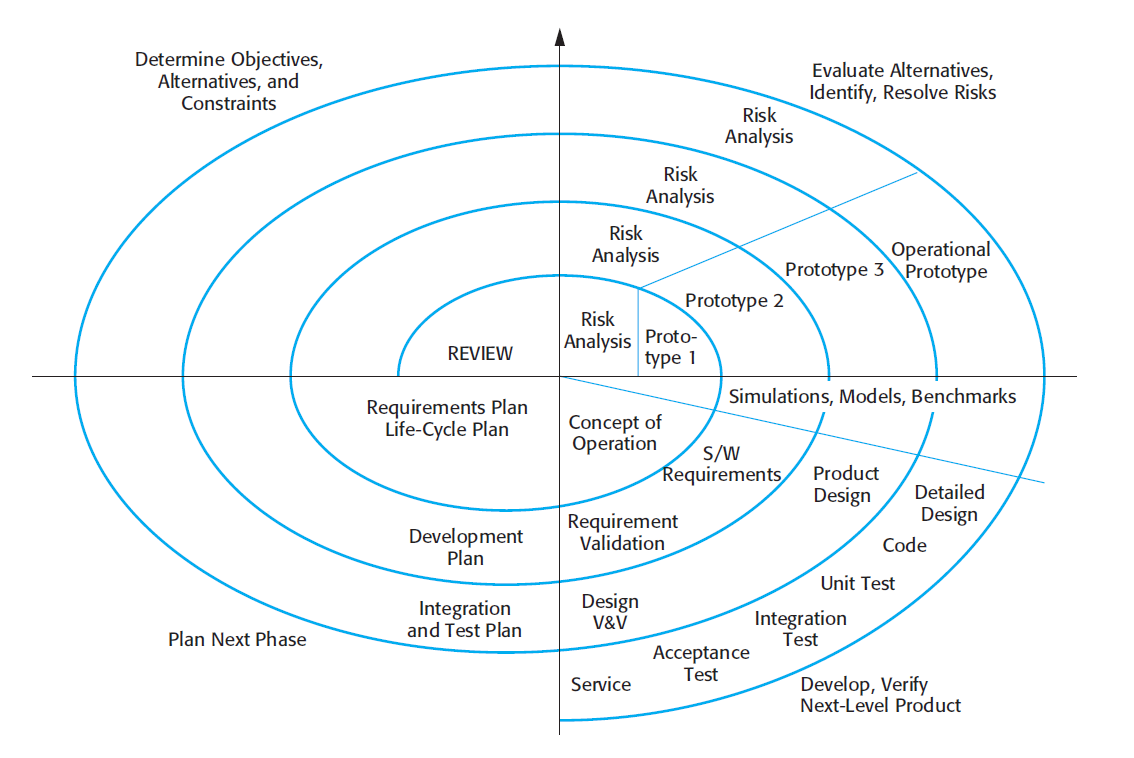 Determine Objectives,
Alternatives, and
Constraints
Evaluate Alternatives,
Identify, Resolve Risks
Risk
Analysis
Risk
Analysis
Risk
Analysis
Operational
Prototype
Prototype 3
Prototype 2
Risk
Analysis
Proto-
type 1
REVIEW
Simulations, Models, Benchmarks
Requirements Plan
Life-Cycle Plan
Concept of
Operation
S/W
Requirements
Product
Design
Detailed
Design
Development
Plan
Requirement
Validation
Code
Unit Test
Integration
and Test Plan
Design
V&V
Integration
Test
Plan Next Phase
Acceptance
Test
Service
Develop, Verify
Next-Level Product